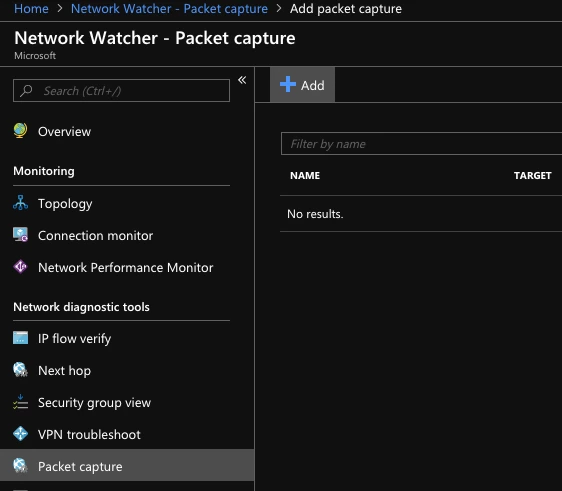 Home > Network Watcher - Packet capture > Add packet capture
Network Watcher - Packet capture
Microsoft
Search (Ctrl+/)
«
Overview
Monitoring
Topology
Connection monitor
Network Performance Monitor
Network diagnostic tools
IP flow verify
Next hop
Security group view
VPN troubleshoot
Packet capture
Add
Filter by name
NAME TARGET
No results.